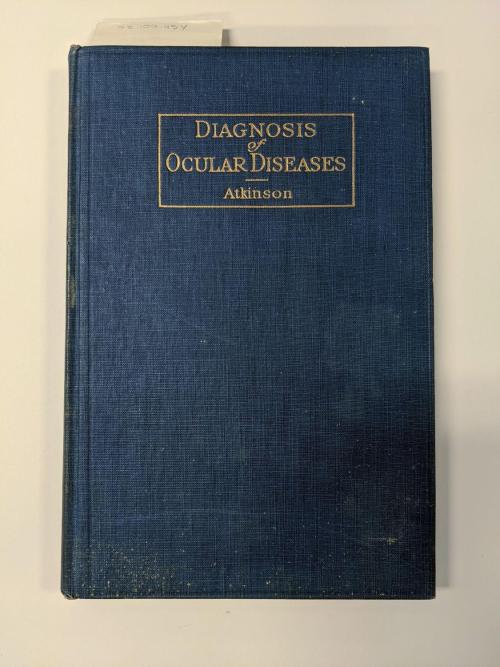 DIAGNOSIS
of
OCULAR DISEASES
Atkinson